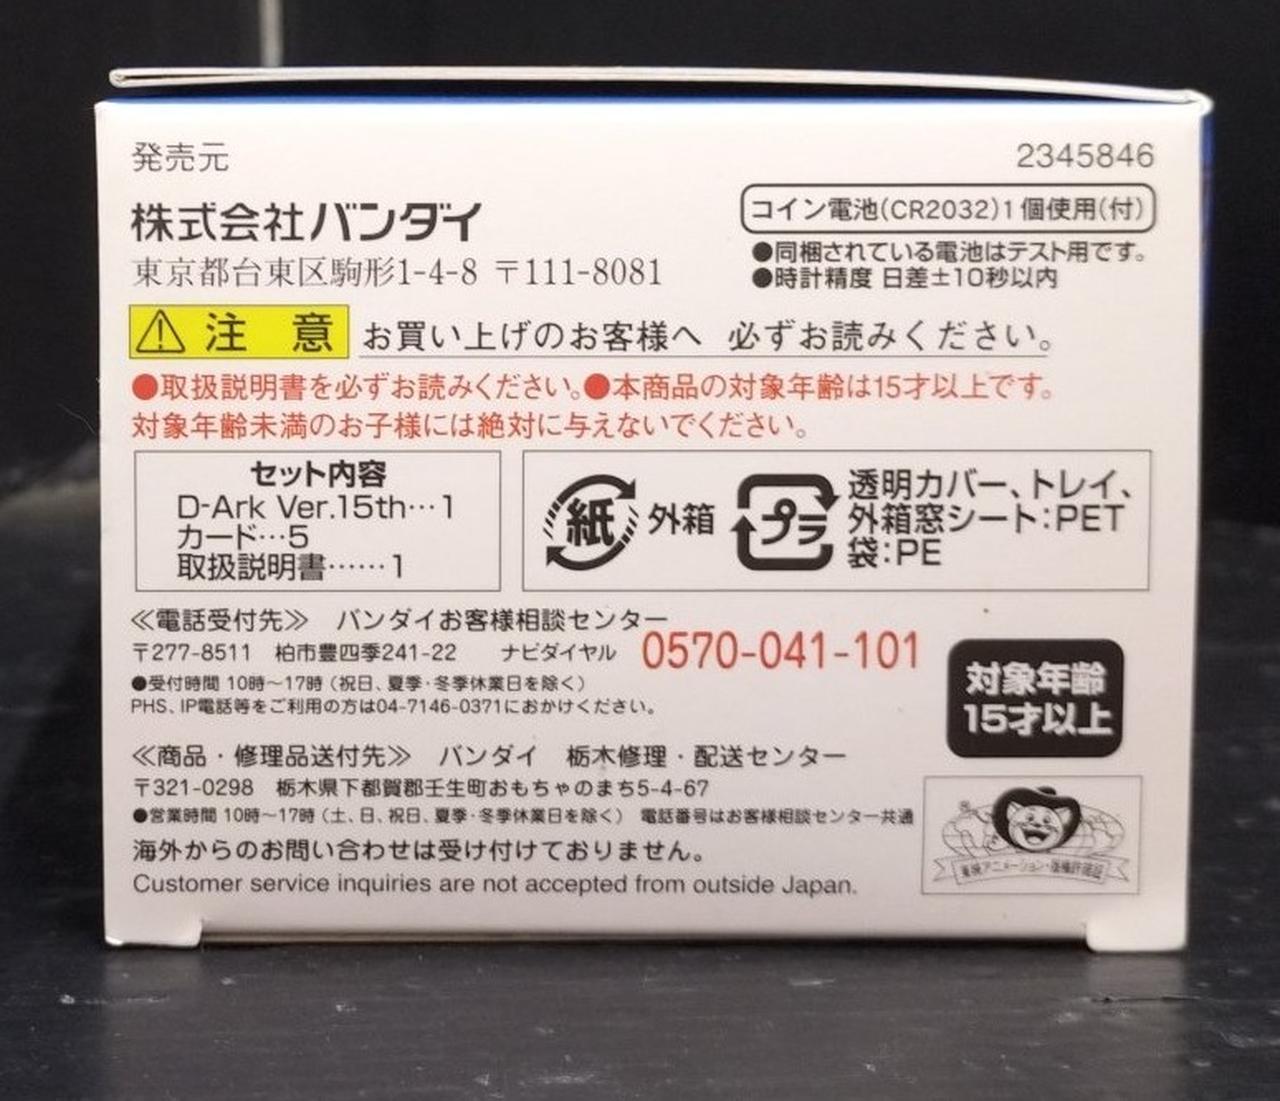 発売元
2345846
株式会社バンダイ
東京都台東区駒形1-4-8 〒111-8081
コイン電池(CR2032)1個使用(付)
●同梱されている電池はテスト用です。
●時計精度 日差±10秒以内
注 意 お買い上げのお客様へ 必ずお読みください。
●取扱説明書を必ずお読みください。●本商品の対象年齢は15才以上です。
対象年齢未満のお子様には絶対に与えないでください。
セット内容
D-Ark Ver.15th…1
カード…5
取扱説明書……1
紙 外箱
プラ
透明カバー、トレイ、
外箱窓シート:PET
袋:PE
≪電話受付先≫ バンダイお客様相談センター
〒277-8511 柏市豊四季241-22 ナビダイヤル 0570-041-101
●受付時間 10時~17時 (祝日、夏季·冬季休業日を除く)
PHS、IP電話等をご利用の方は04-7146-0371におかけください。
対象年齢
15才以上
≪商品・修理品送付先≫ バンダイ 栃木修理・配送センター
〒321-0298 栃木県下都賀郡壬生町おもちゃのまち5-4-67
●営業時間 10時~17時 (土、日、祝日、夏季·冬季休業日を除く) 電話番号はお客様相談センター共通
海外からのお問い合わせは受け付けておりません。
Customer service inquiries are not accepted from outside Japan.
東映アニメーション・版権許諾証